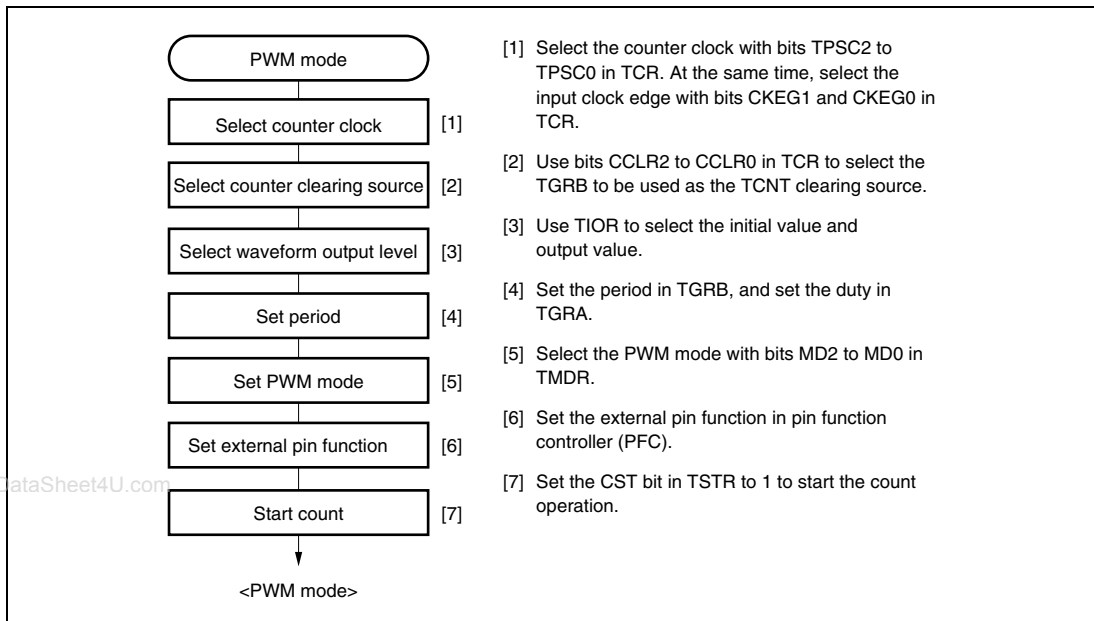 PWM mode
Select counter clock [1]
Select counter clearing source [2]
Select waveform output level [3]
Set period [4]
Set PWM mode [5]
Set external pin function [6]
Start count [7]
<PWM mode>
[1] Select the counter clock with bits TPSC2 to
TPSC0 in TCR. At the same time, select the
input clock edge with bits CKEG1 and CKEG0 in
TCR.
[2] Use bits CCLR2 to CCLR0 in TCR to select the
TGRB to be used as the TCNT clearing source.
[3] Use TIOR to select the initial value and
output value.
[4] Set the period in TGRB, and set the duty in
TGRA.
[5] Select the PWM mode with bits MD2 to MD0 in
TMDR.
[6] Set the external pin function in pin function
controller (PFC).
[7] Set the CST bit in TSTR to 1 to start the count
operation.
DataSheet4U.com